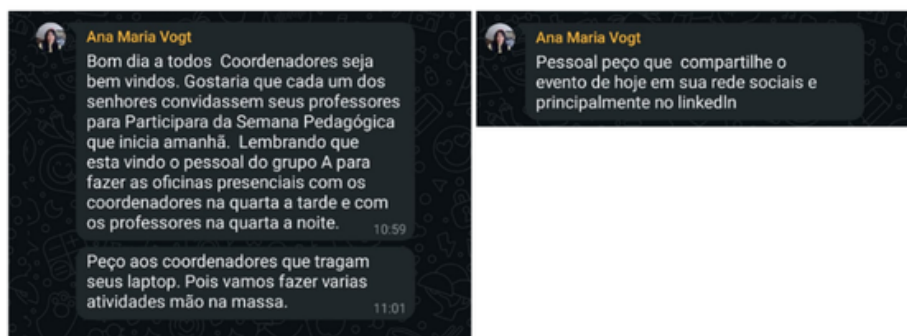 Ana Maria Vogt
Bom dia a todos Coordenadores seja
bem vindos. Gostaria que cada um dos
senhores convidassem seus professores
para Participara da Semana Pedagógica
que inicia amanhã. Lembrando que
esta vindo o pessoal do grupo A para
fazer as oficinas presenciais com os
coordenadores na quarta a tarde e com
os professores na quarta a noite. 10:59
Peço aos coordenadores que tragam
seus laptop. Pois vamos fazer varias
atividades mão na massa. 11:01
Ana Maria Vogt
Pessoal peço que compartilhe o
evento de hoje em sua rede sociais e
principalmente no linkedln